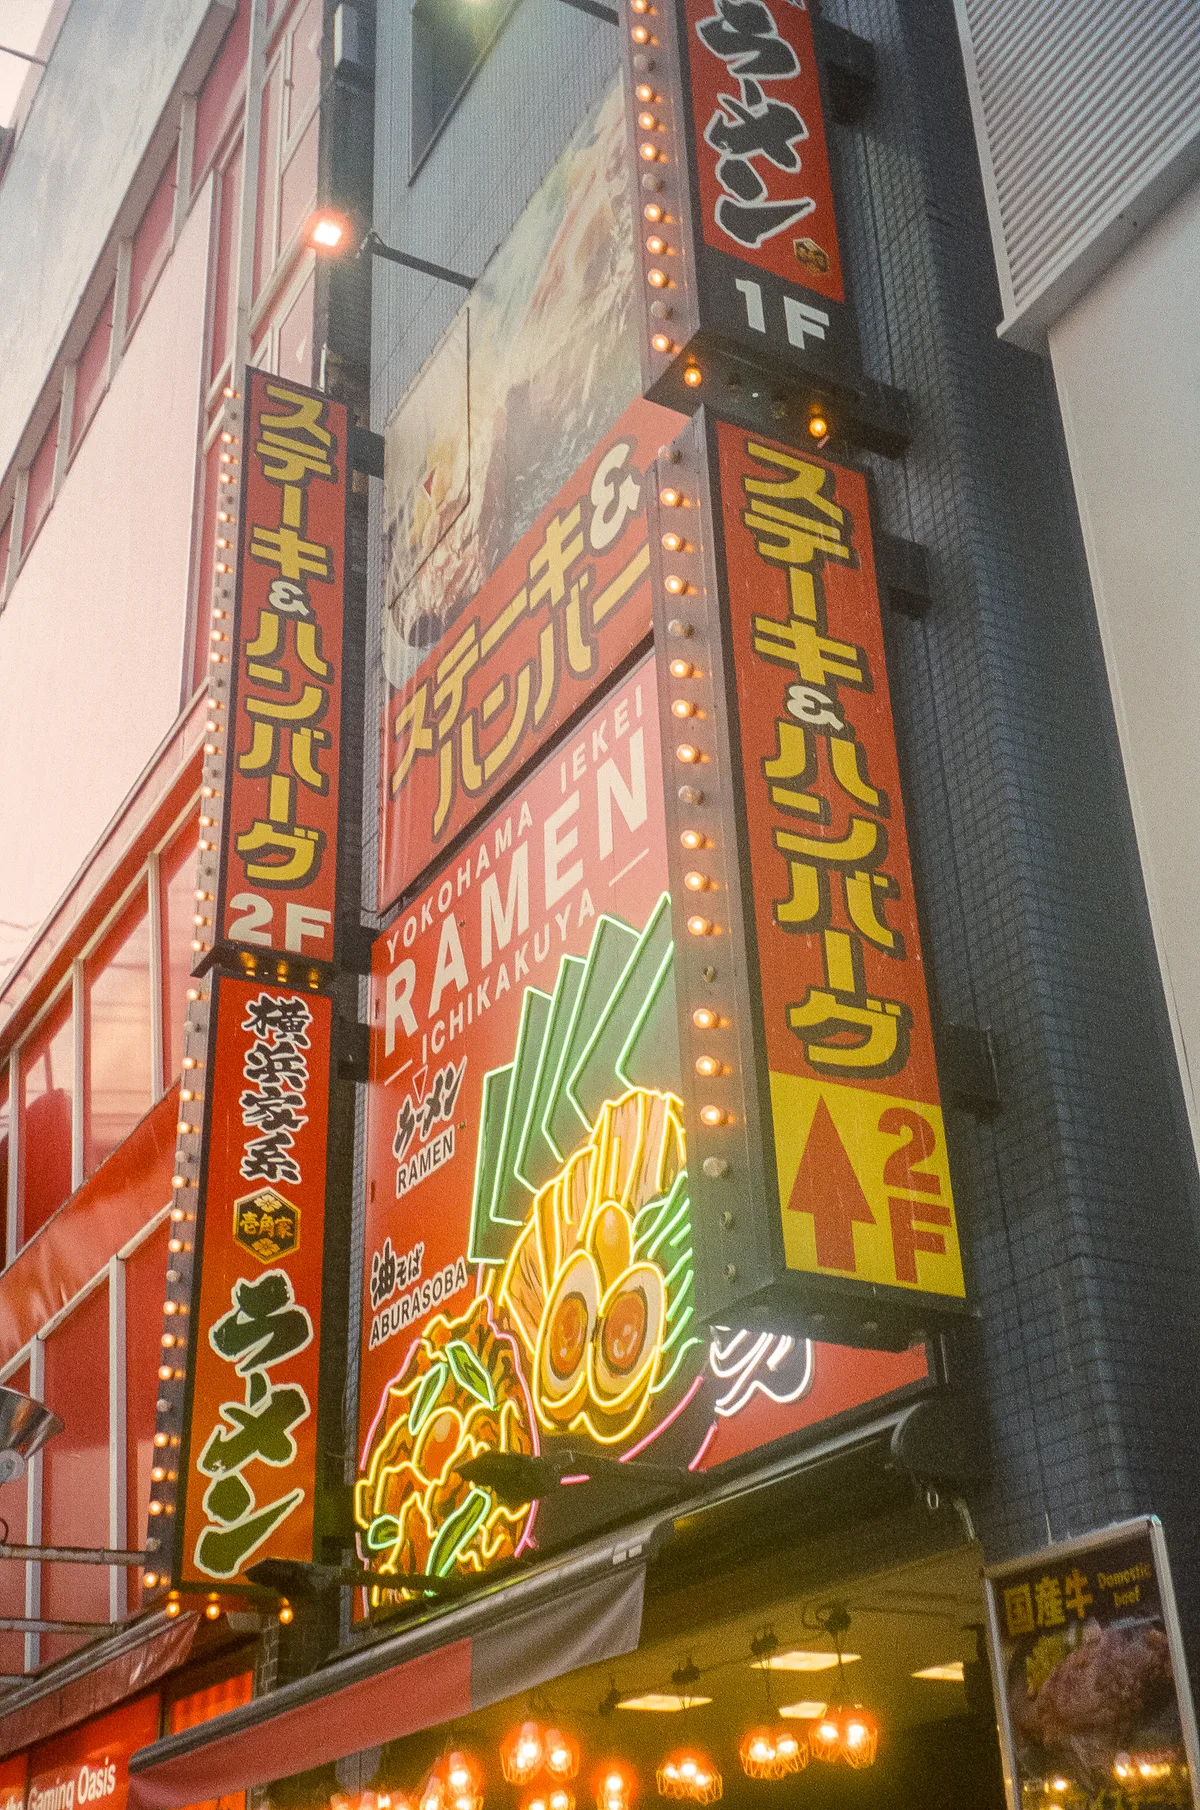 ラーメン
1F
ステーキ&ハンバーグ
2F
ステーキ&
ハンバー
ステーキ&ハンバーグ
2F
YOKOHAMA IEKEI
RAMEN
ICHIKAKUYA
ラーメン
RAMEN
油そば
ABURASOBA
横浜家系
壱角家
ラーメン
国産牛
Domestic
beef
Gaming Oasis